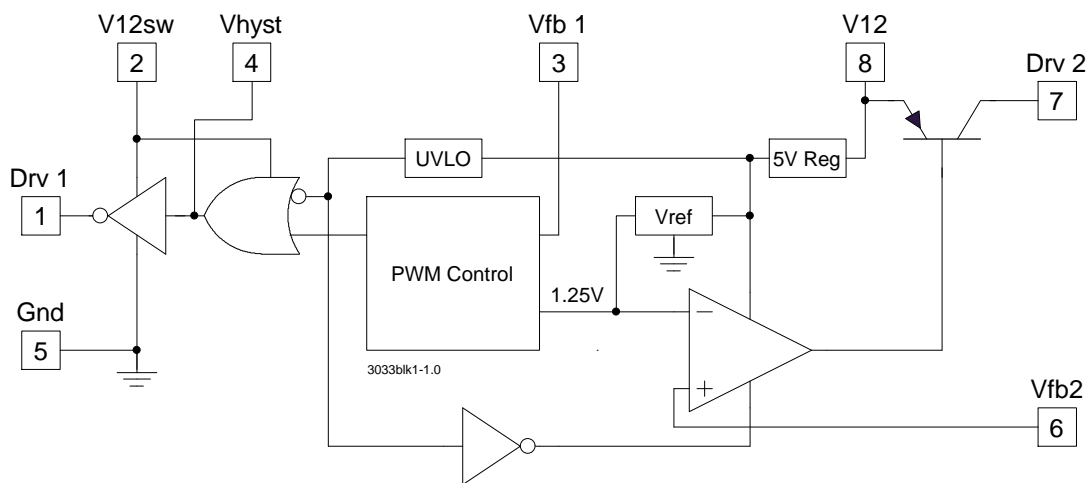 V12sw
Vhyst
Vfb 1
V12
Drv 2
2
4
3
8
7
UVLO
5V Reg
Drv 1
1
Vref
PWM Control
1.25V
−
Gnd
5
3033blk1-1.0
+
Vfb2
6